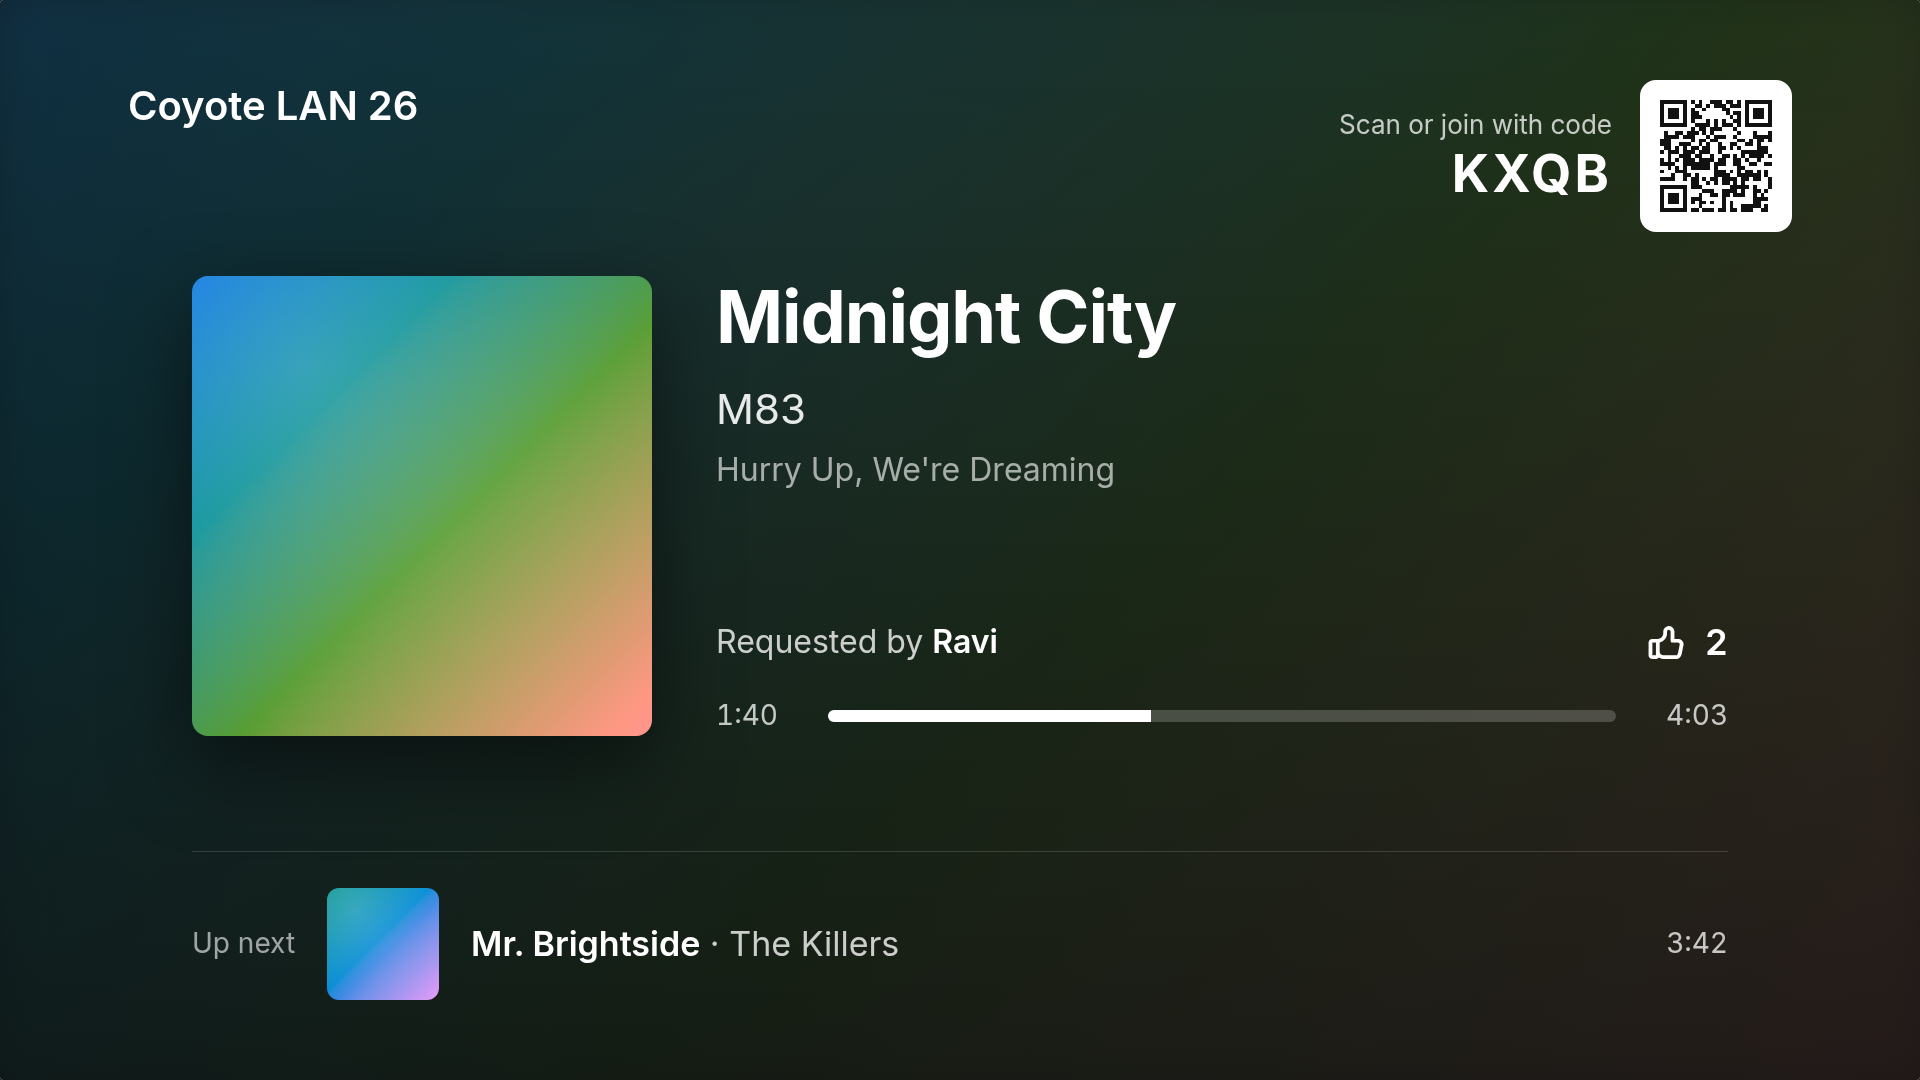 Coyote LAN 26
Scan or join with code
KXQB
Midnight City
M83
Hurry Up, We're Dreaming
Requested by Ravi
2
1:40
4:03
Up next
Mr. Brightside · The Killers
3:42